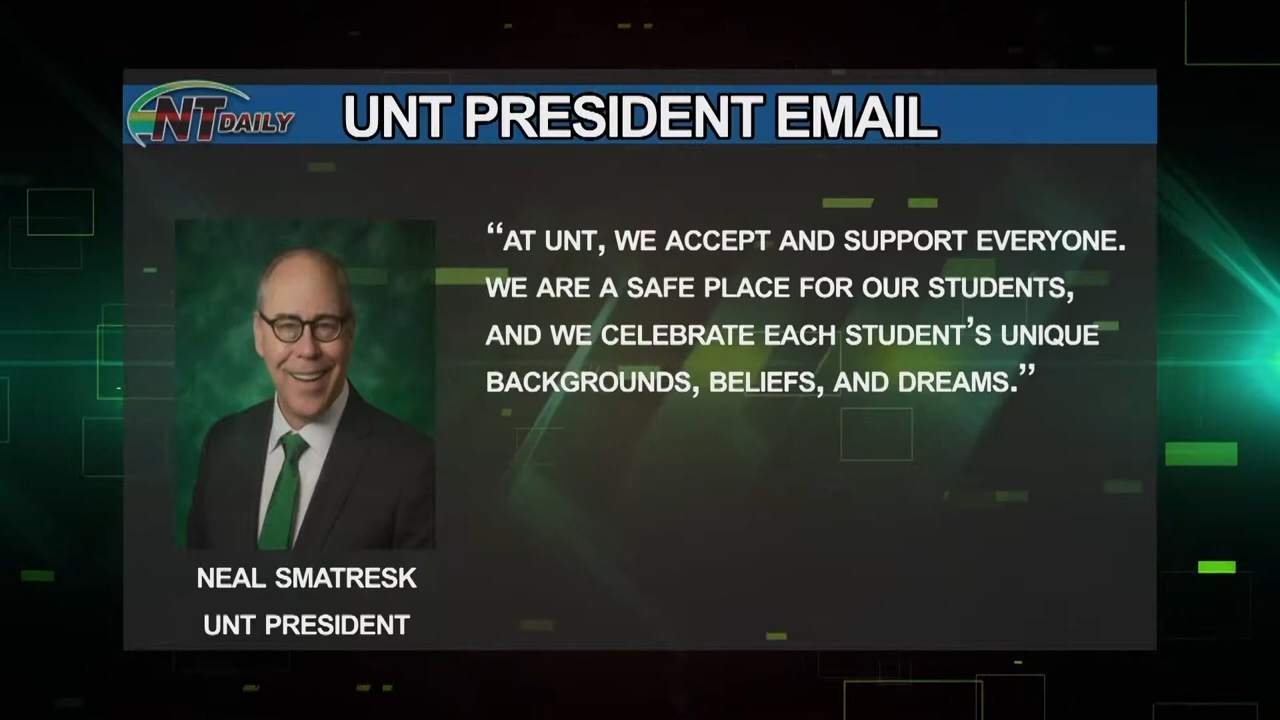 NT DAILY
UNT PRESIDENT EMAIL
“AT UNT, WE ACCEPT AND SUPPORT EVERYONE.
WE ARE A SAFE PLACE FOR OUR STUDENTS,
AND WE CELEBRATE EACH STUDENT’S UNIQUE
BACKGROUNDS, BELIEFS, AND DREAMS.”
NEAL SMATRESK
UNT PRESIDENT